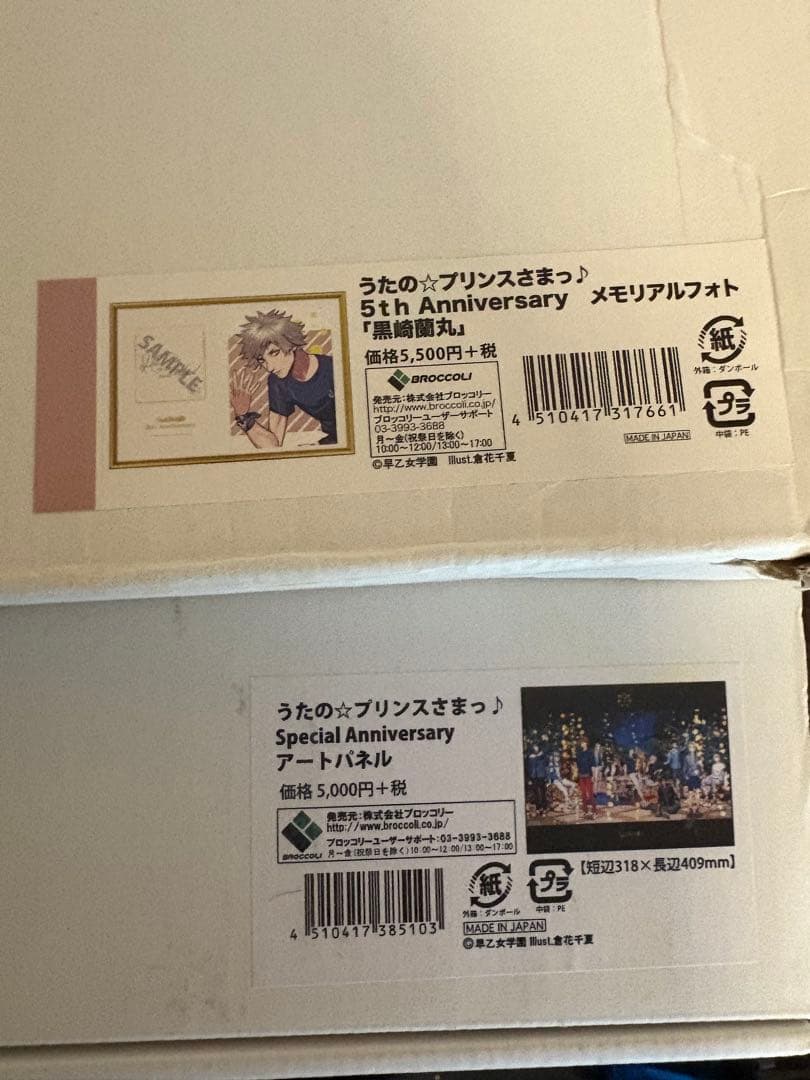 うたの☆プリンスさまっ♪
5th Anniversary メモリアルフォト
「黒崎蘭丸」
価格5,500円+税
BROCCOLI
発売元:株式会社ブロッコリー
http://www.broccoli.co.jp/
ブロッコリーユーザーサポート
03-3993-3688
月～金(祝祭日を除く)
10:00~12:00/13:00~17:00
©早乙女学園 Illust.倉花千夏
SAMPLE
4 510417 317661
MADE IN JAPAN
紙
外箱:ダンボール
プラ
中袋:PE
うたの☆プリンスさまっ♪
Special Anniversary
アートパネル
価格 5,000円+税
BROCCOLI
発売元:株式会社ブロッコリー
http://www.broccoli.co.jp/
ブロッコリーユーザーサポート:03-3993-3688
月～金(祝祭日を除く)10:00~12:00/13:00~17:00
【短辺318×長辺409mm】
4 510417 385103
紙
外箱:ダンボール
プラ
中袋:PE
MADE IN JAPAN
©早乙女学園 Illust.倉花千夏